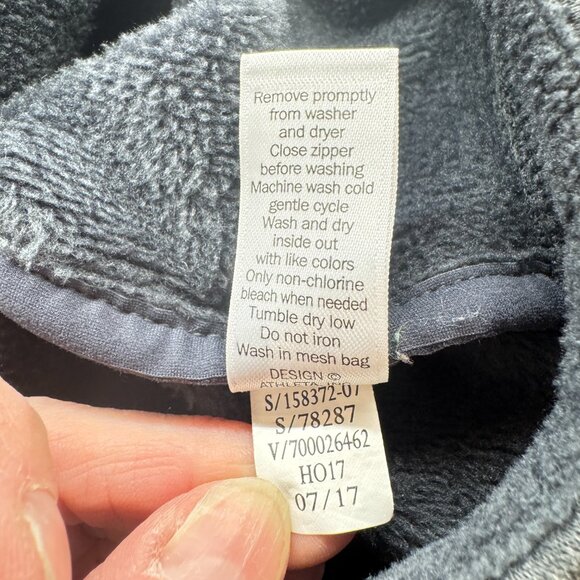 Remove promptly
from washer
and dryer
Close zipper
before washing
Machine wash cold
gentle cycle
Wash and dry
inside out
with like colors
Only non-chlorine
bleach when needed
Tumble dry low
Do not iron
Wash in mesh bag
DESIGN ©
ATHLETA
S/158372-01
S/78287
V/700026462
HO17
07/17